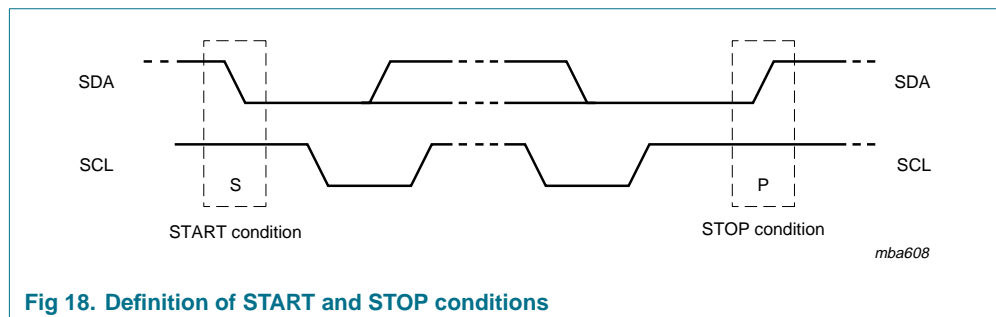 SDA
SDA
SCL
SCL
S
P
START condition
STOP condition
mba608
Fig 18. Definition of START and STOP conditions